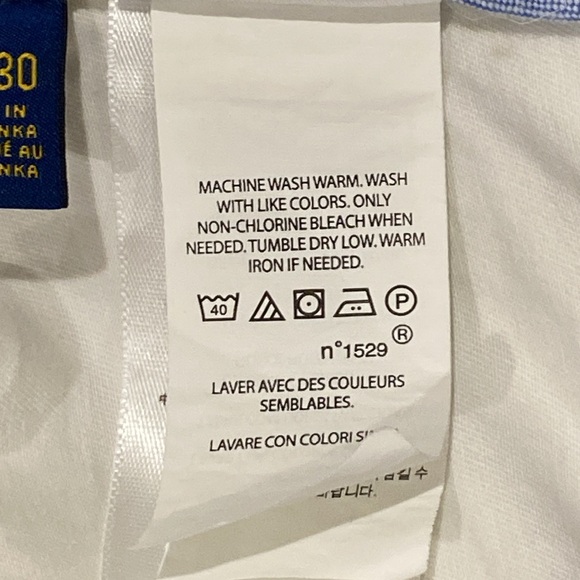 30
IN
NKA
É AU
NKA
MACHINE WASH WARM. WASH
WITH LIKE COLORS. ONLY
NON-CHLORINE BLEACH WHEN
NEEDED. TUMBLE DRY LOW. WARM
IRON IF NEEDED.
40 P
n°1529 ®
LAVER AVEC DES COULEURS
SEMBLABLES.
LAVARE CON COLORI